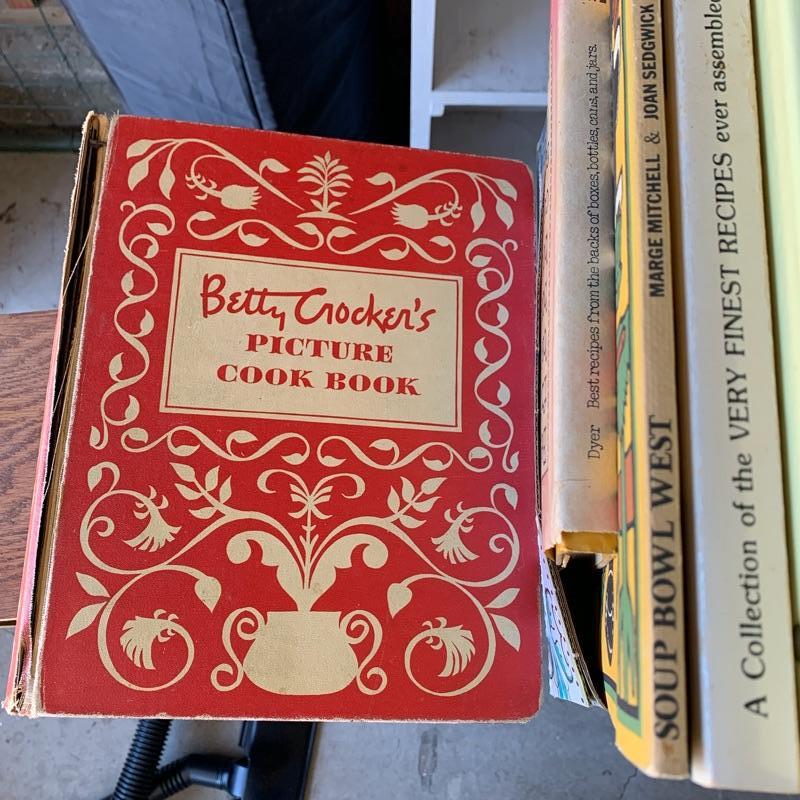 Betty Crocker's
PICTURE
COOK BOOK
Dyer Best recipes from the backs of boxes, bottles, cans, and jars.
SOUP BOWL WEST MARGE MITCHELL & JOAN SEDGWICK
A Collection of the VERY FINEST RECIPES ever assembled